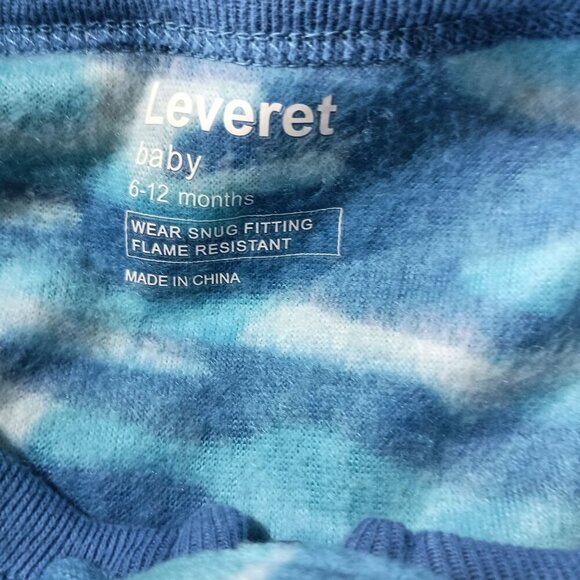 Leveret
baby
6-12 months
WEAR SNUG FITTING
FLAME RESISTANT
MADE IN CHINA